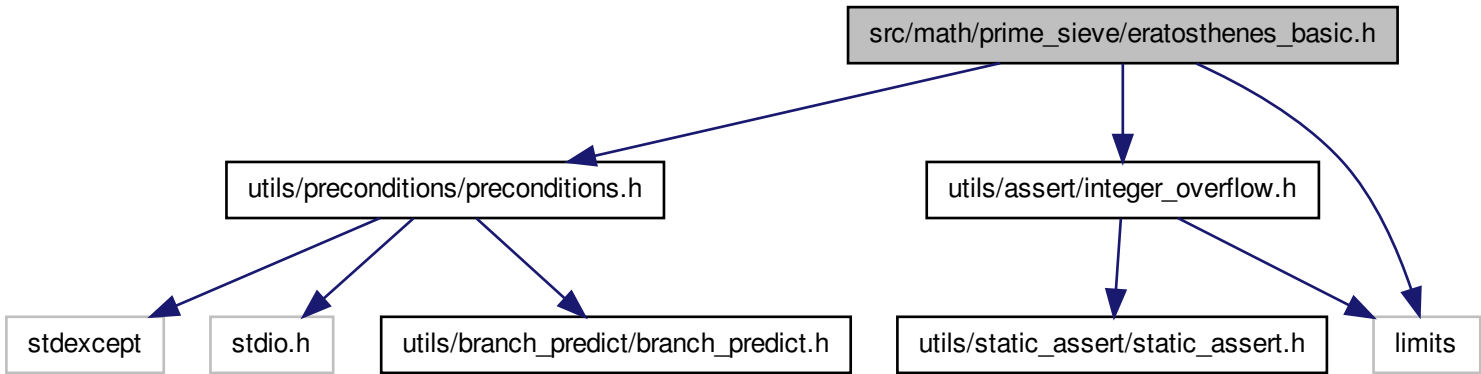 src/math/prime_sieve/eratosthenes_basic.h
utils/preconditions/preconditions.h
utils/assert/integer_overflow.h
stdexcept
stdio.h
utils/branch_predict/branch_predict.h
utils/static_assert/static_assert.h
limits